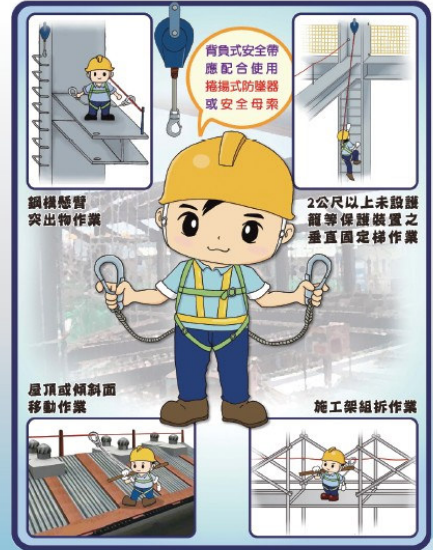 背負式安全帶
應配合使用
捲揚式防墜器
或安全母索
鋼構懸臂
突出物作業
2公尺以上未設護
籠等保護裝置之
垂直固定梯作業
屋頂或傾斜面
移動作業
施工架組拆作業